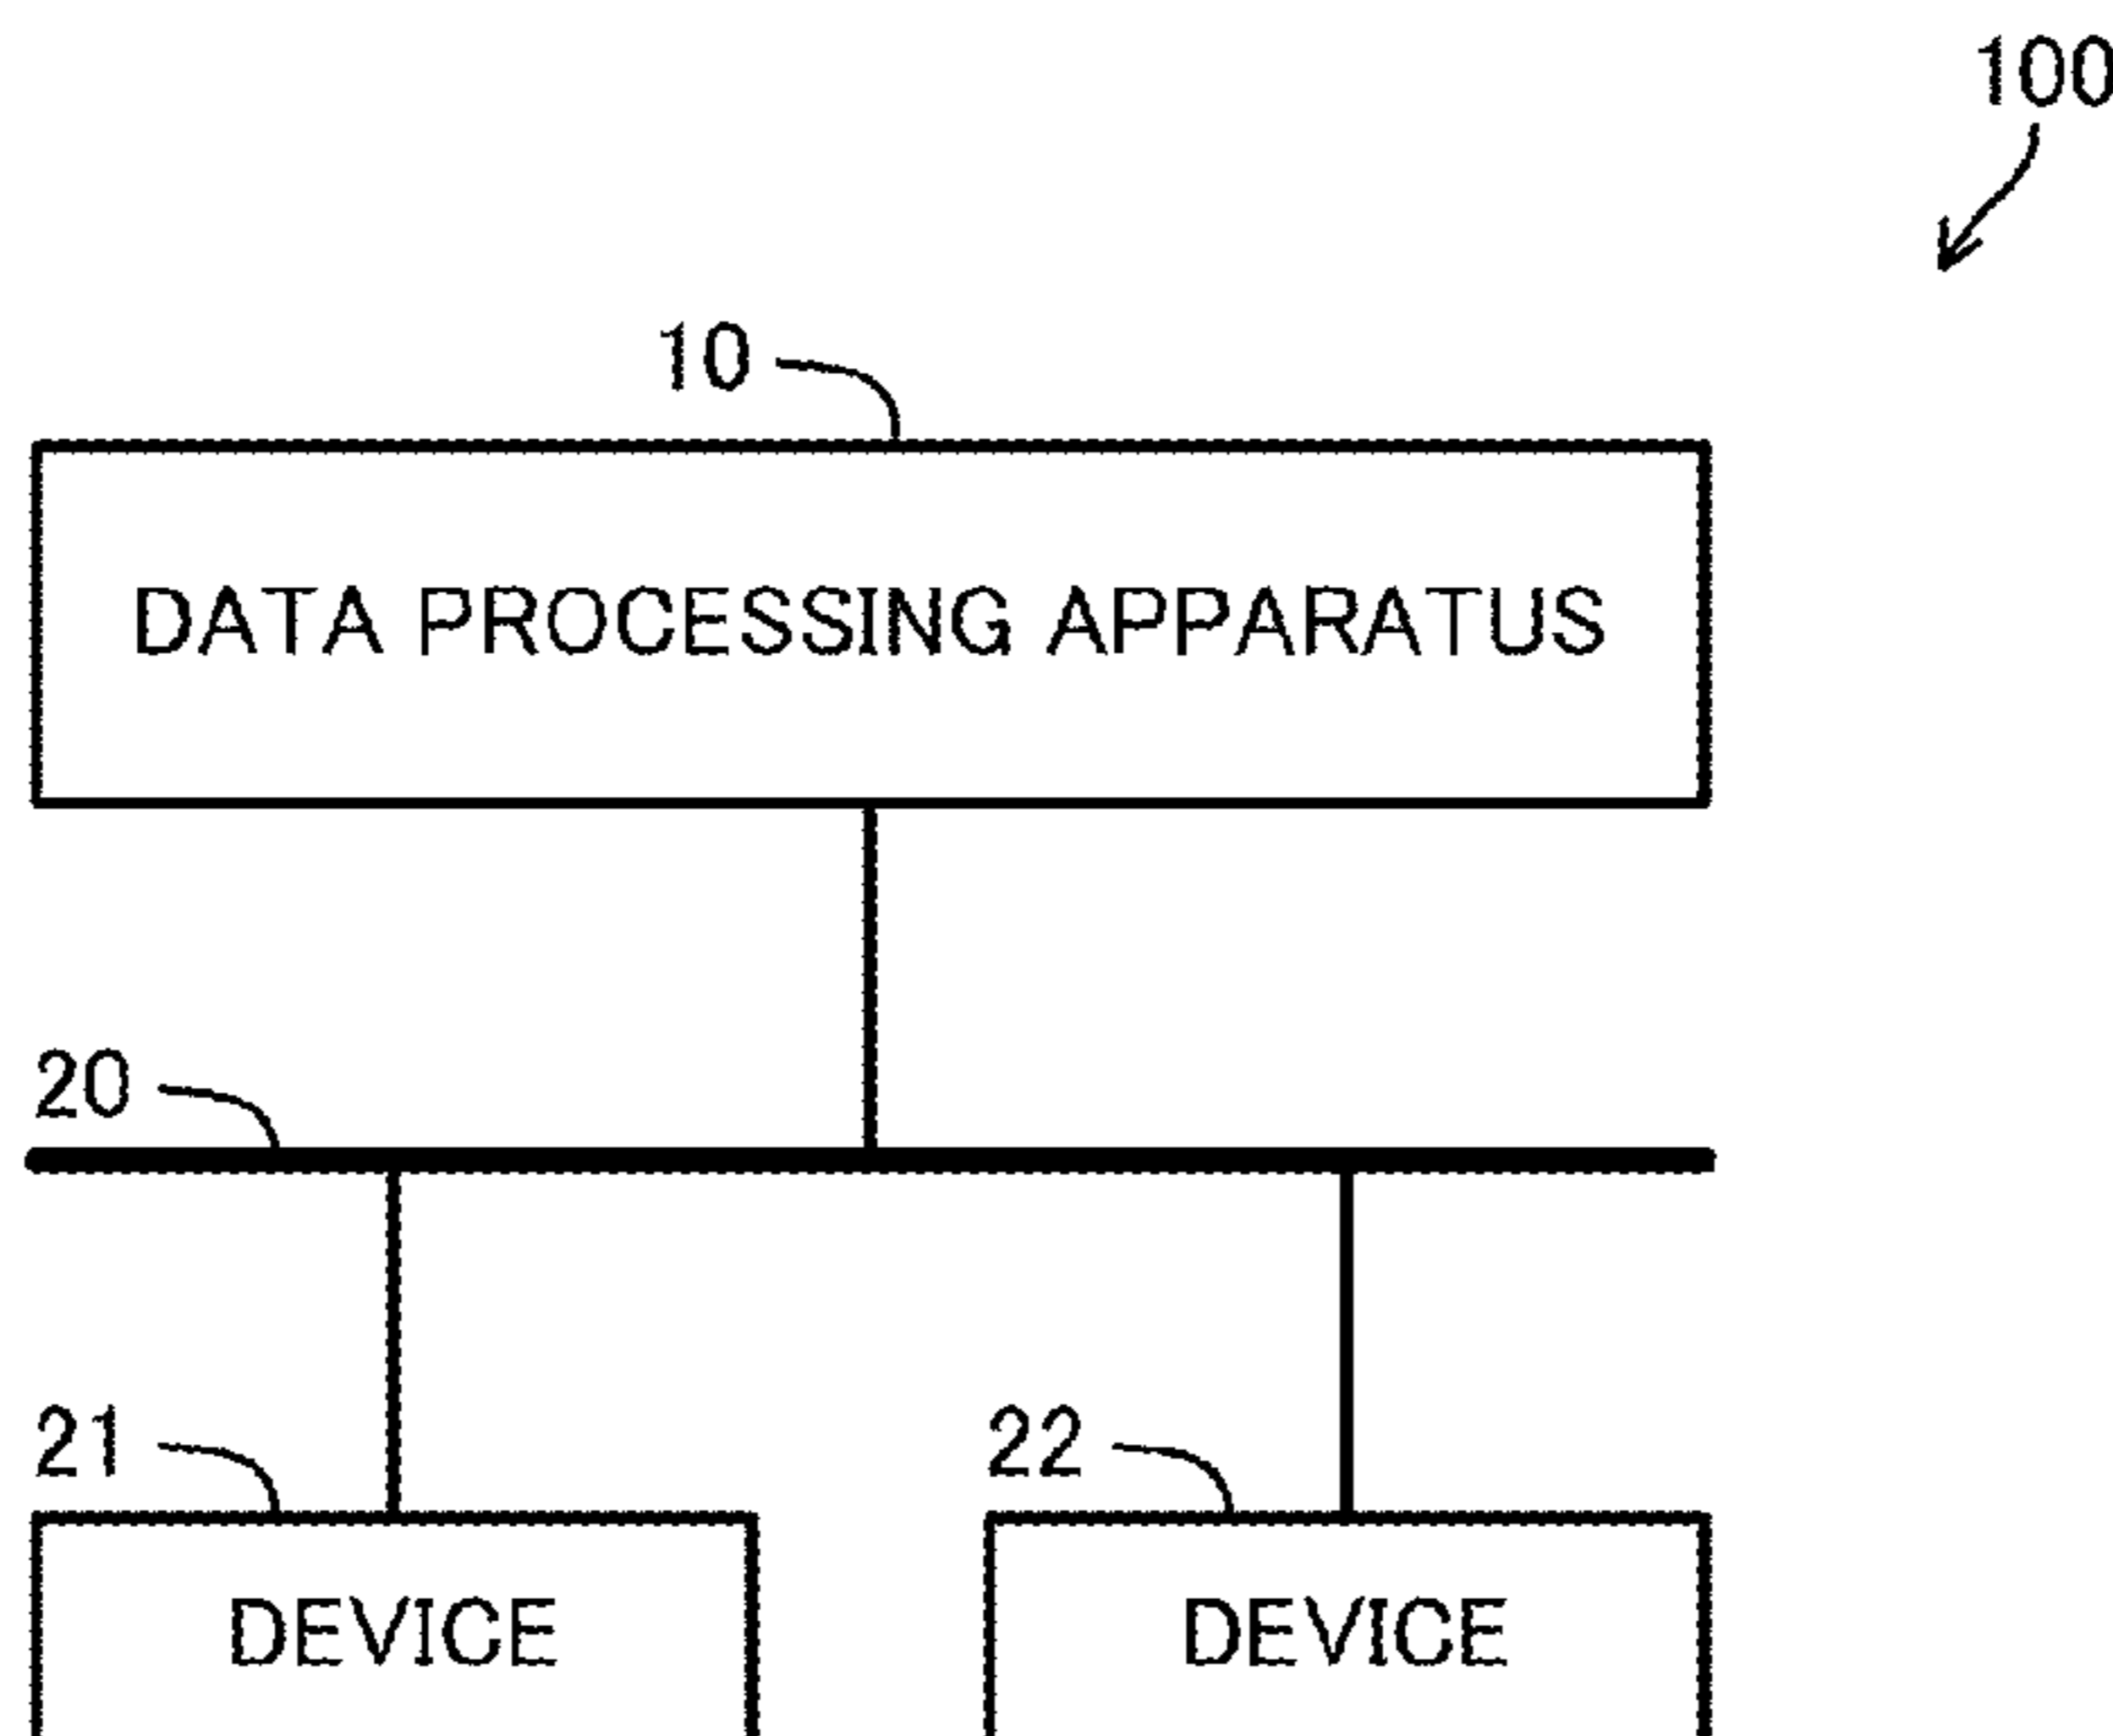 100
10
DATA PROCESSING APPARATUS
20
21
22
DEVICE
DEVICE